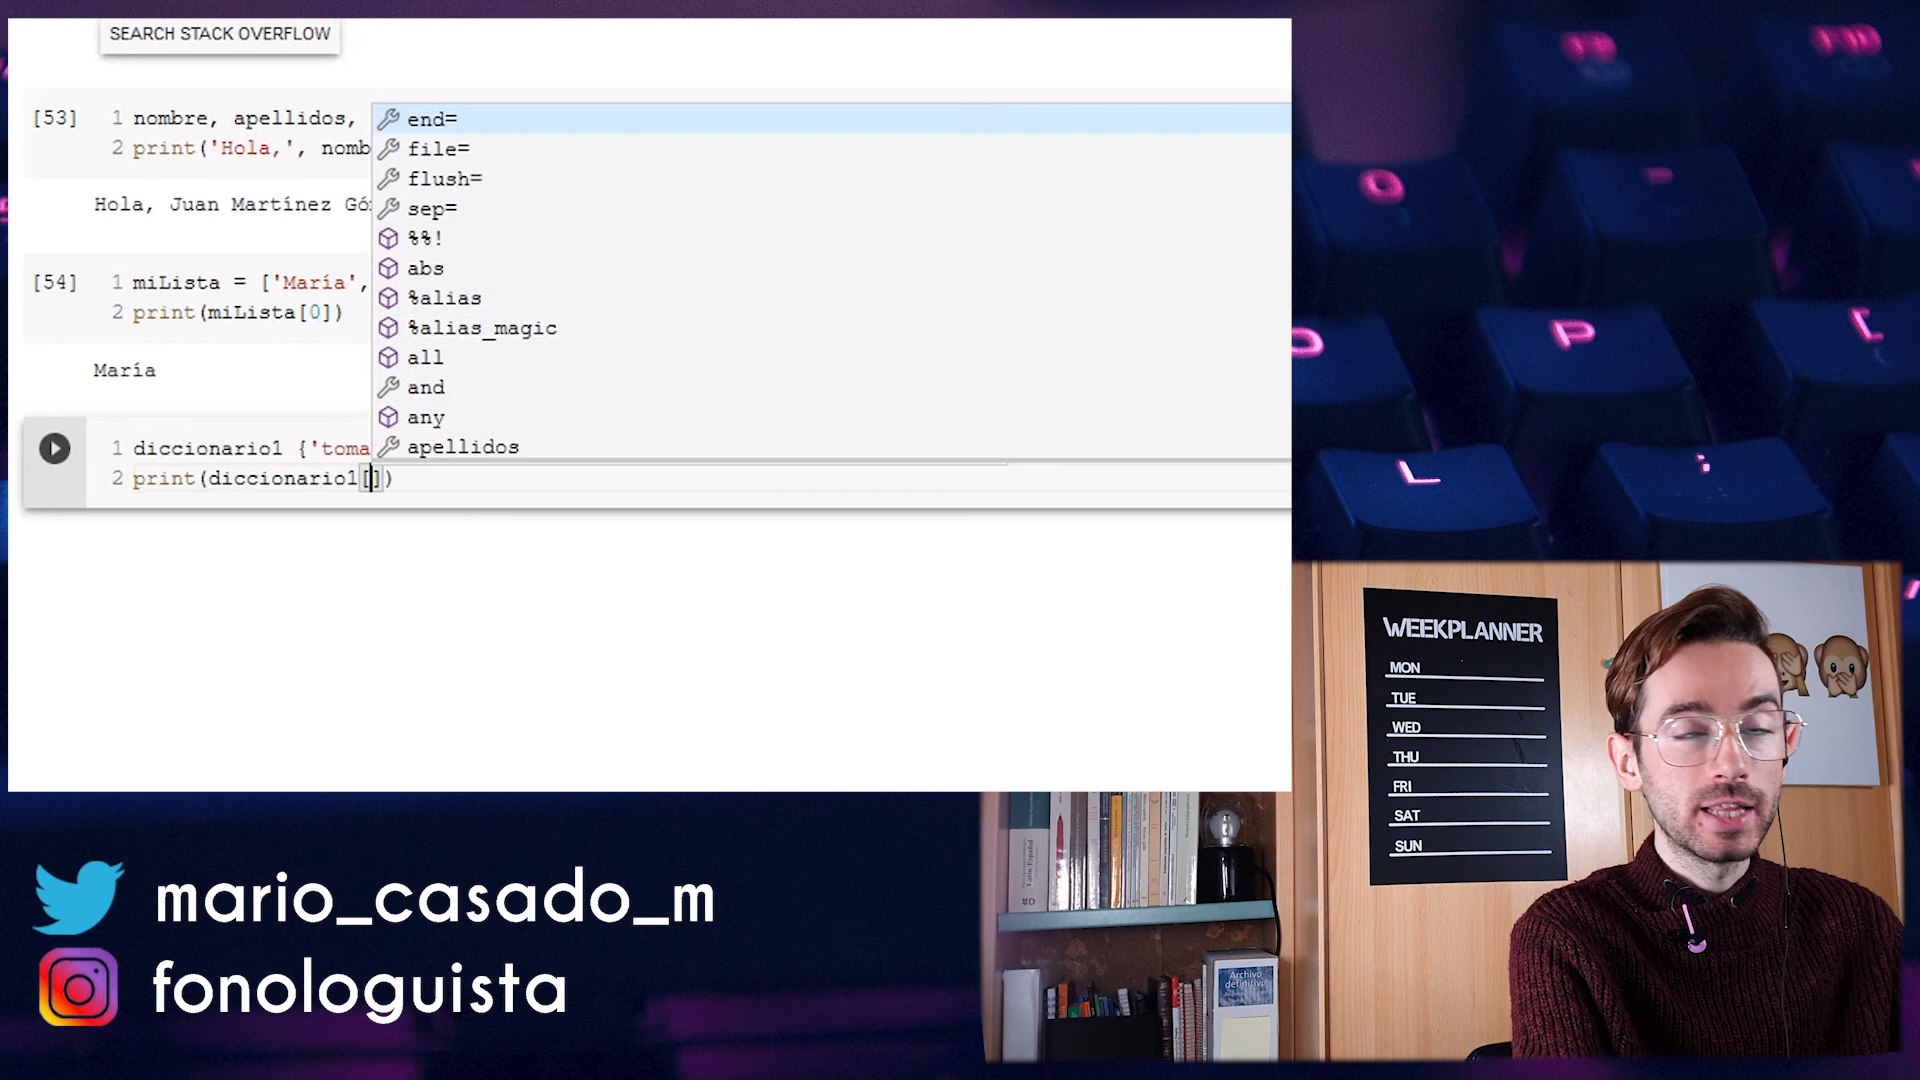 SEARCH STACK OVERFLOW
[53] 1 nombre, apellidos,
2 print('Hola,', nomb
Hola, Juan Martínez Gó
[54] 1 miLista = ['María',
2 print(miLista[0])
María
1 diccionario1 {'toma
2 print(diccionario1[])
end=
file=
flush=
sep=
%%!
abs
%alias
%alias_magic
all
and
any
apellidos
O
P
[
L
;
WEEKPLANNER
MON
TUE
WED
THU
FRI
SAT
SUN
Archivo
definitivo
mario_casado_m
fonologuista